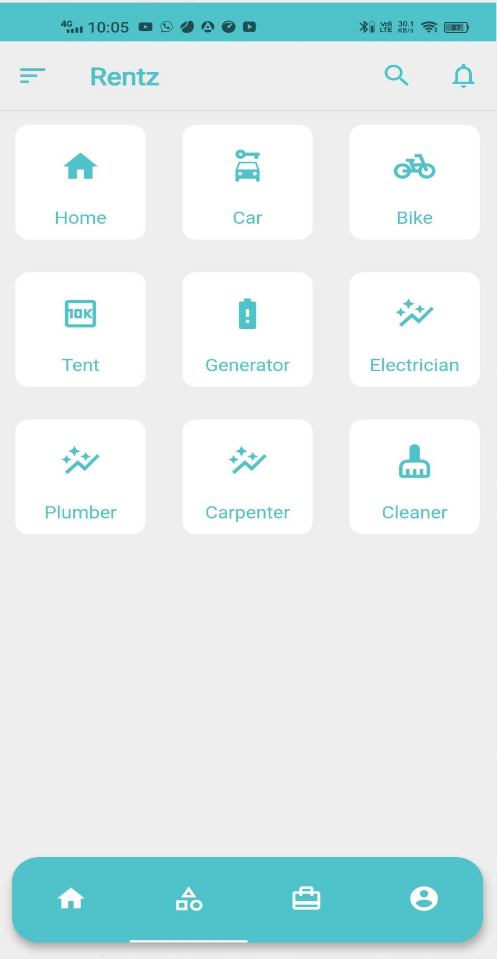 4G 10:05 Vo) LTE 30.1 KB/s 87
Rentz
Home Car Bike
10K
Tent Generator Electrician
Plumber Carpenter Cleaner